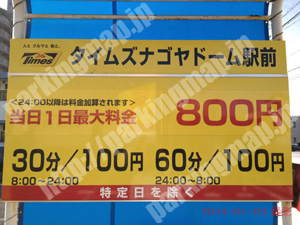 人と クルマと 街と。
Times
タイムズナゴヤドーム駅前
<24:00以降は料金加算されます>
当日1日最大料金 800円
30分/100円 60分/100円
8:00～24:00 24:00～8:00
特定日を除く